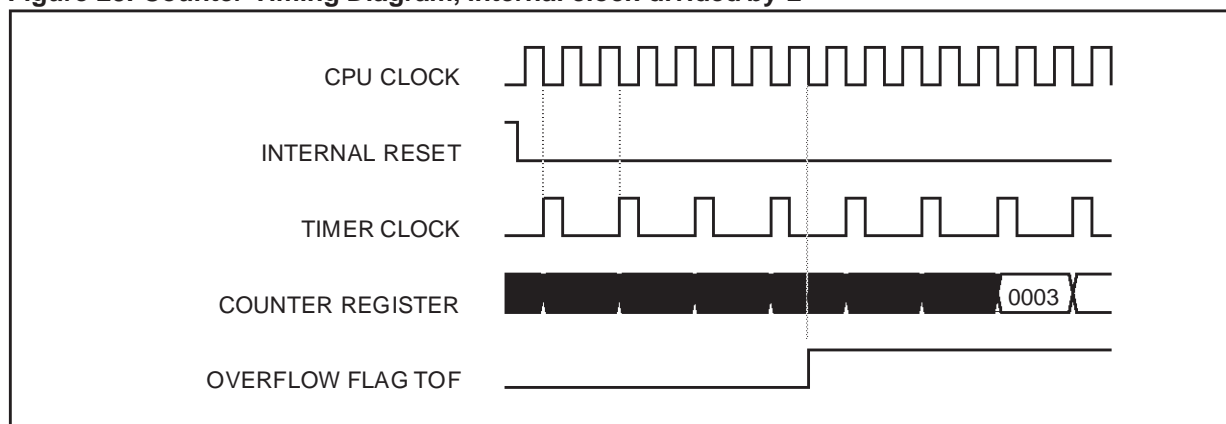 Figure Counter Timing Diagram, internal clock divided by 2
CPU CLOCK
INTERNAL RESET
TIMER CLOCK
COUNTER REGISTER
0003
OVERFLOW FLAG TOF